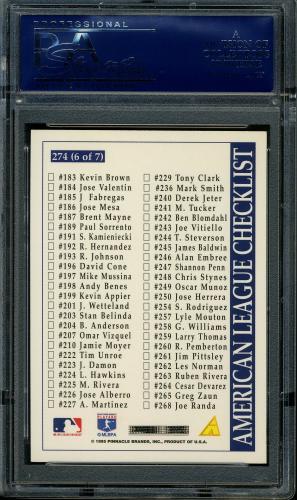 PROFESSIONAL
PSA
274 (6 of 7)
#183 Kevin Brown
#184 Jose Valentin
#185 J Fabregas
#186 Jose Mesa
#187 Brent Mayne
#189 Paul Sorrento
#191 S. Kamieniecki
#192 R. Hernandez
#193 R. Johnson
#196 David Cone
#197 Mike Mussina
#198 Andy Benes
#199 Kevin Appier
#201 J. Wetteland
#203 Stan Belinda
#204 B. Anderson
#207 Omar Vizquel
#210 Jamie Moyer
#222 Tim Unroe
#223 J. Damon
#224 L. Hawkins
#225 M. Rivera
#226 Jose Alberro
#227 A. Martinez
#229 Tony Clark
#236 Mark Smith
#240 Derek Jeter
#241 M. Tucker
#242 Ben Blomdahl
#243 Joe Vitiello
#244 T. Steverson
#245 James Baldwin
#246 Alan Embree
#247 Shannon Penn
#248 Chris Stynes
#249 Oscar Munoz
#250 Jose Herrera
#254 S. Rodriguez
#257 Lyle Mouton
#258 G. Williams
#259 Larry Thomas
#260 R. Pemberton
#261 Jim Pittsley
#262 Les Norman
#263 Ruben Rivera
#264 Cesar Devarez
#265 Greg Zaun
#268 Joe Randa
AMERICAN LEAGUE CHECKLIST
©MLBPA
© 1995 PINNACLE BRANDS, INC., PRODUCT OF U.S.A.